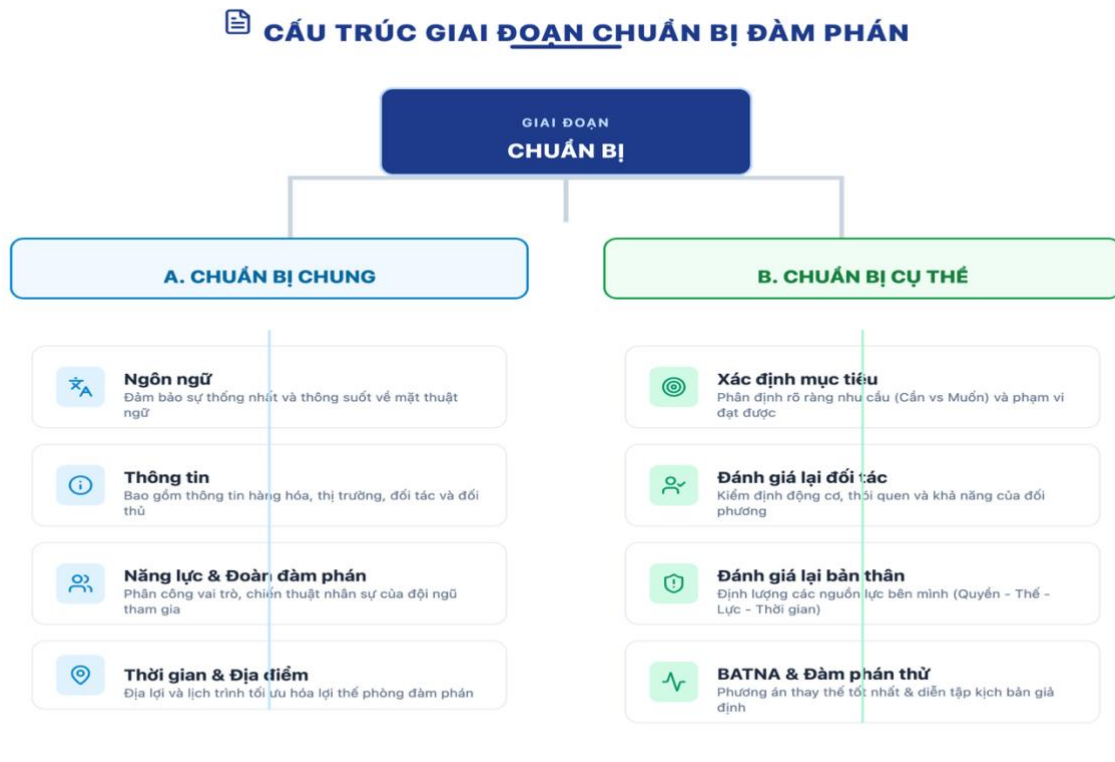 CẤU TRÚC GIAI ĐOẠN CHUẨN BỊ ĐÀM PHÁN
GIAI ĐOẠN
CHUẨN BỊ
A. CHUẨN BỊ CHUNG
Ngôn ngữ
Đảm bảo sự thống nhất và thông suốt về mặt thuật
ngữ
Thông tin
Bao gồm thông tin hàng hóa, thị trường, đối tác và đối
thủ
Năng lực & Đoàn đàm phán
Phân công vai trò, chiến thuật nhân sự của đội ngũ
tham gia
Thời gian & Địa điểm
Địa lợi và lịch trình tối ưu hóa lợi thế phòng đàm phán
B. CHUẨN BỊ CỤ THỂ
Xác định mục tiêu
Phân định rõ ràng nhu cầu (Cần vs Muốn) và phạm vi
đạt được
Đánh giá lại đối tác
Kiểm định động cơ, thói quen và khả năng của đối
phương
Đánh giá lại bản thân
Định lượng các nguồn lực bên mình (Quyền - Thế -
Lực - Thời gian)
BATNA & Đàm phán thử
Phương án thay thế tốt nhất & diễn tập kịch bản giả
định